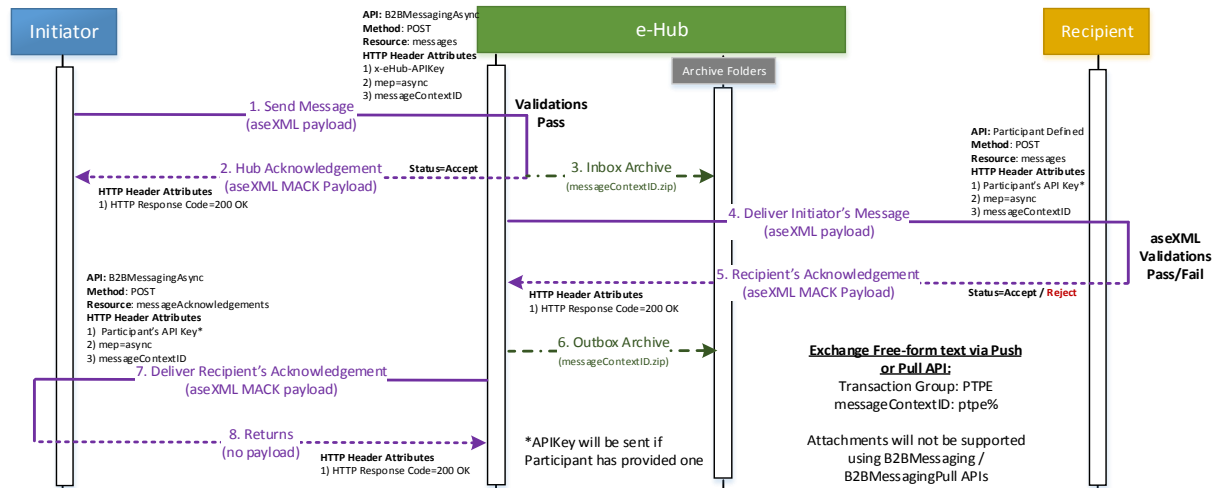 Initiator
e-Hub
Recipient
Archive Folders
API: B2BMessagingAsync
Method: POST
Resource: messages
HTTP Header Attributes
1) x-eHub-APIKey
2) mep=async
3) messageContextID
1. Send Message
(aseXML payload)
Validations
Pass
2. Hub Acknowledgement
(aseXML MACK Payload)
Status=Accept
HTTP Header Attributes
1) HTTP Response Code=200 OK
3. Inbox Archive
(messageContextID.zip)
API: Participant Defined
Method: POST
Resource: messages
HTTP Header Attributes
1) Participant's API Key*
2) mep=async
3) messageContextID
4. Deliver Initiator's Message
(aseXML payload)
aseXML
Validations
Pass/Fail
5. Recipient's Acknowledgement
(aseXML MACK Payload)
Status=Accept / Reject
HTTP Header Attributes
1) HTTP Response Code=200 OK
API: B2BMessagingAsync
Method: POST
Resource: messageAcknowledgements
HTTP Header Attributes
1) Participant's API Key*
2) mep=async
3) messageContextID
6. Outbox Archive
(messageContextID.zip)
7. Deliver Recipient's Acknowledgement
(aseXML MACK payload)
8. Returns
(no payload)
HTTP Header Attributes
1) HTTP Response Code=200 OK
*APIKey will be sent if
Participant has provided one
Exchange Free-form text via Push
or Pull API:
Transaction Group: PTPE
messageContextID: ptpe%
Attachments will not be supported
using B2BMessaging /
B2BMessagingPull APIs